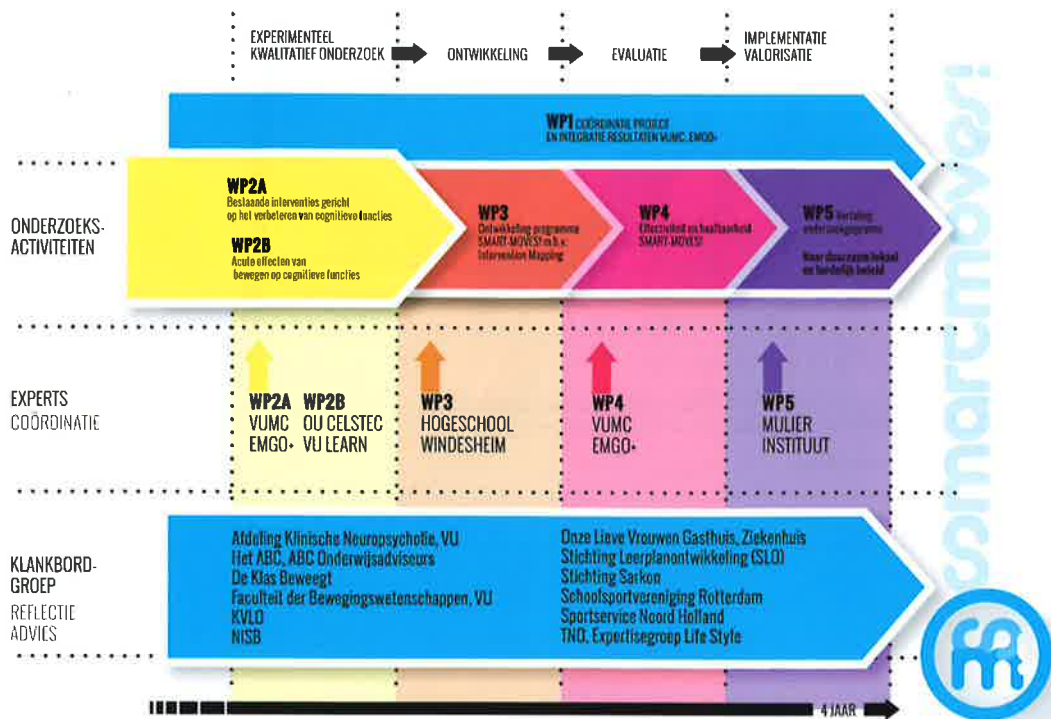 EXPERIMENTEEL
KWALITATIEF ONDERZOEK
ONTWIKKELING
EVALUATIE
IMPLEMENTATIE
VALORISATIE
WP1 COÖRDINATIE PROJECT
EN INTEGRATIE RESULTATEN VUMC, EMGO+
ONDERZOEKS-
ACTIVITEITEN
WP2A
Bestaande interventies gericht
op het verbeteren van cognitieve functies
WP2B
Acute effecten van
bewegen op cognitieve functies
WP3
Ontwikkeling programma
SMART-MOVES! m.b.v.
Intervention Mapping
WP4
Effectiviteit en haalbaarheid
SMART-MOVES!
WP5 Vertaling
onderzoeksgegevens
Naar duurzaam lokaal
en landelijk beleid
EXPERTS
COÖRDINATIE
WP2A
VUMC
EMGO+
WP2B
OU CELSTEC
VU LEARN
WP3
HOGESCHOOL
WINDESHEIM
WP4
VUMC
EMGO+
WP5
MULIER
INSTITUUT
KLANKBORD-
GROEP
REFLECTIE
ADVIES
Afdeling Klinische Neuropsycholie, VU
Het ABC, ABC Onderwijsadviseurs
De Klas Beweegt
Faculteit der Bewegingswetenschappen, VU
KVLO
NISB
Onze Lieve Vrouwen Gasthuis, Ziekenhuis
Stichting Leerplanontwikkeling (SLO)
Stichting Sarkon
Schoolsportvereniging Rotterdam
Sportservice Noord Holland
TNO, Expertisegroep Life Style
4 JAAR
smartmoves!